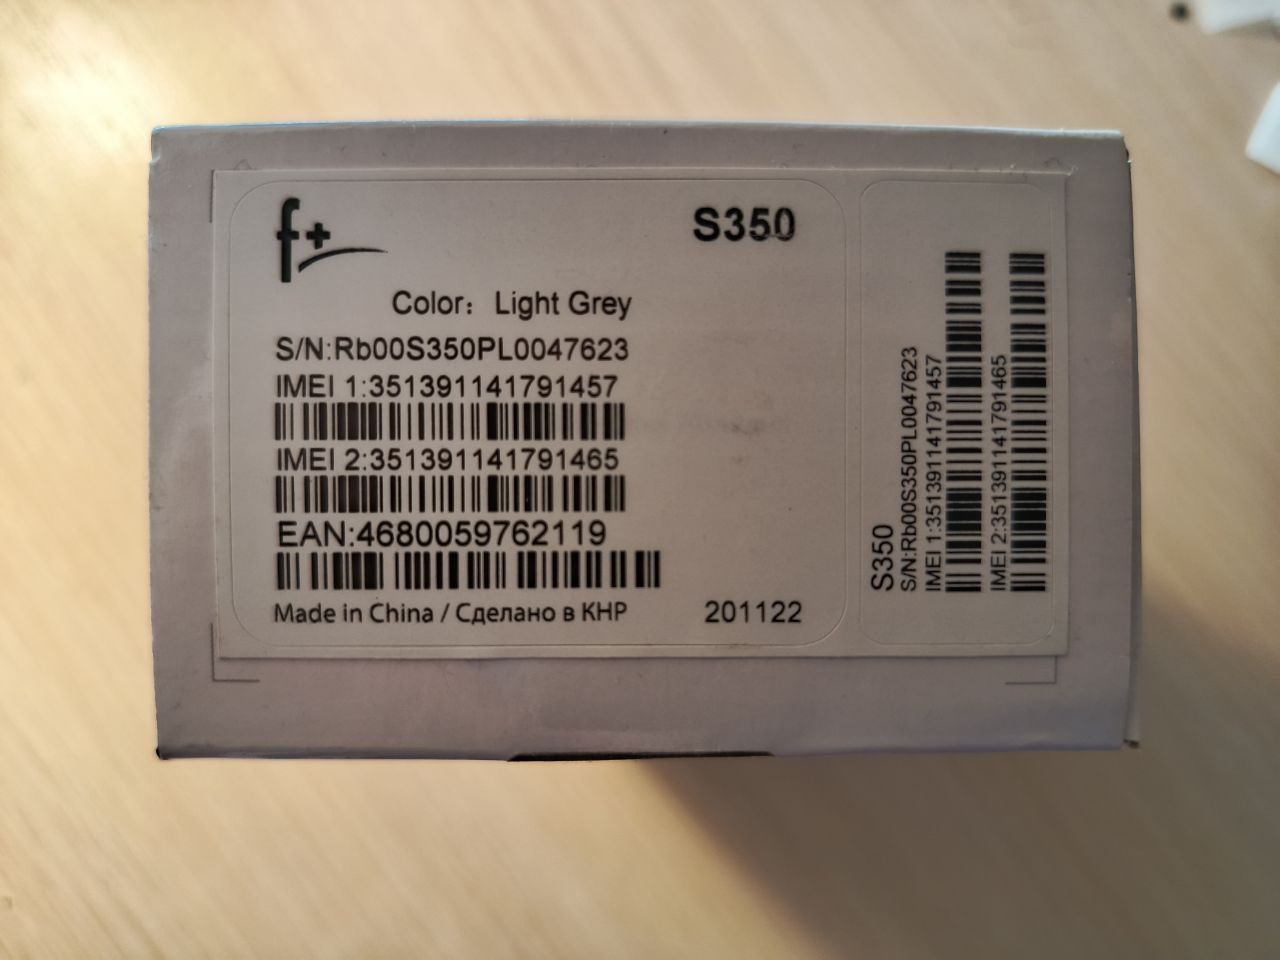 f+
S350
Color: Light Grey
S/N:Rb00S350PL0047623
IMEI 1:351391141791457
IMEI 2:351391141791465
EAN:4680059762119
Made in China / Сделано в КНР
201122
S350
S/N:Rb00S350PL0047623
IMEI 1:351391141791457
IMEI 2:351391141791465